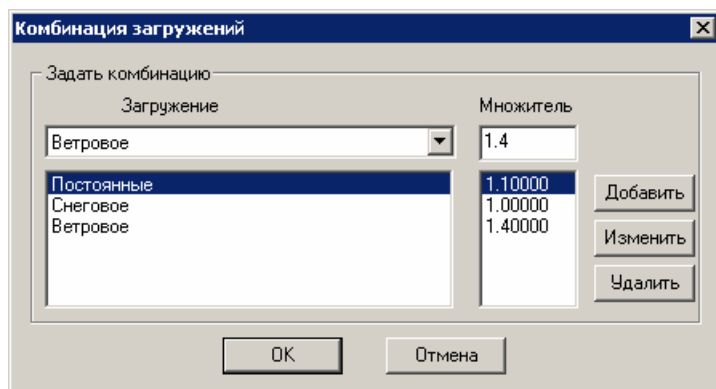 Комбинация загружений
Задать комбинацию
Загружение Множитель
Ветровое 1.4
Постоянные 1.10000
Снеговое 1.00000
Ветровое 1.40000
Добавить
Изменить
Удалить
OK Отмена